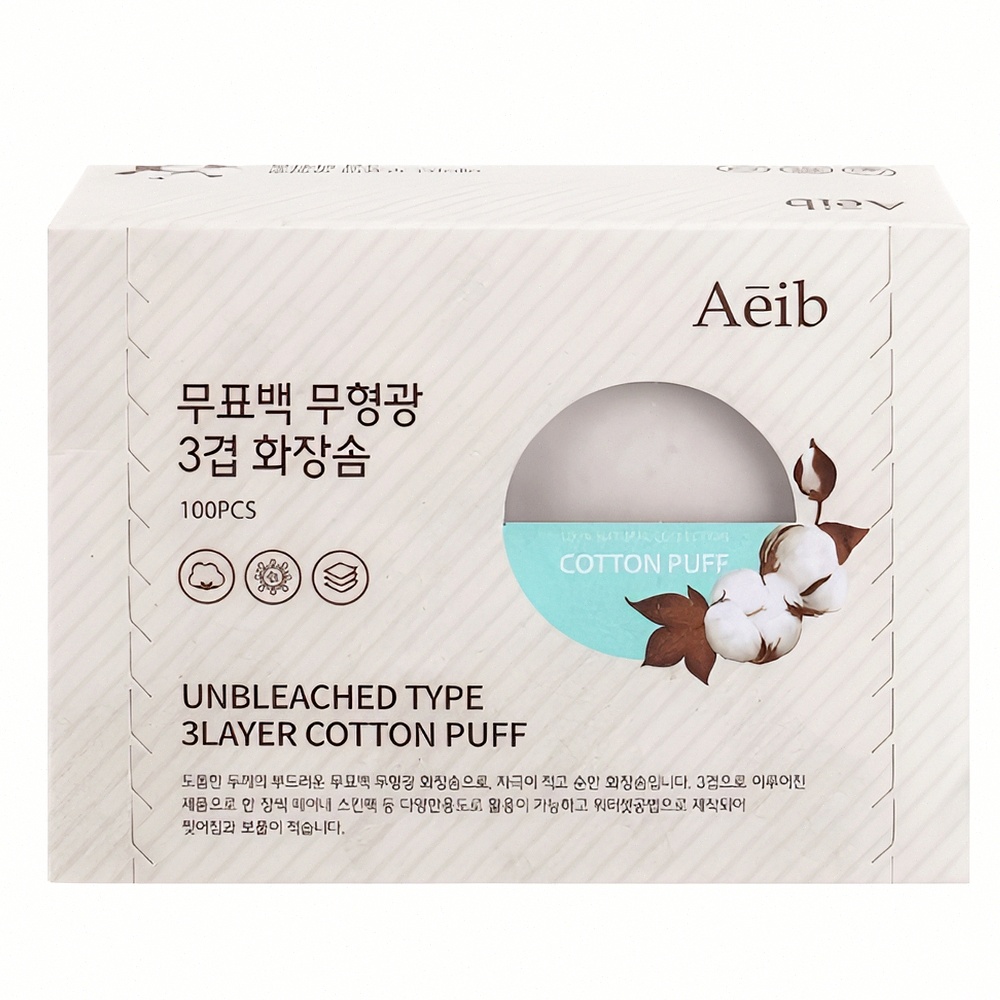 Aēib
Aēib
무표백 무형광
3겹 화장솜
100PCS
COTTON PUFF
UNBLEACHED TYPE
3LAYER COTTON PUFF
도톰한 두께의 부드러운 무표백 무형광 화장솜으로, 자극이 적고 순한 화장솜입니다. 3겹으로 이루어진
제품으로 한 장씩 떼어내 스킨팩 등 다양한용도로 활용이 가능하고 워터젯공법으로 제작되어
찢어짐과 보풀이 적습니다.